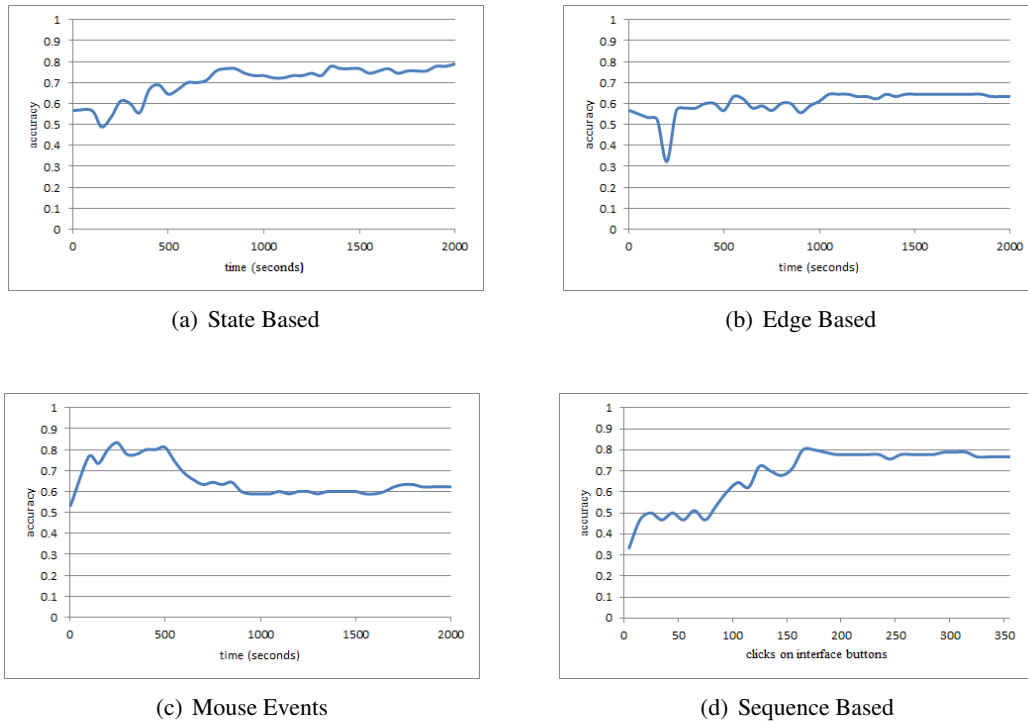 1
0.9
0.8
0.7
0.6
0.5
0.4
0.3
0.2
0.1
0
accuracy
0 500 1000 1500 2000
time (seconds)
(a) State Based
1
0.9
0.8
0.7
0.6
0.5
0.4
0.3
0.2
0.1
0
accuracy
0 500 1000 1500 2000
time (seconds)
(b) Edge Based
1
0.9
0.8
0.7
0.6
0.5
0.4
0.3
0.2
0.1
0
accuracy
0 500 1000 1500 2000
time (seconds)
(c) Mouse Events
1
0.9
0.8
0.7
0.6
0.5
0.4
0.3
0.2
0.1
0
accuracy
0 50 100 150 200 250 300 350
clicks on interface buttons
(d) Sequence Based